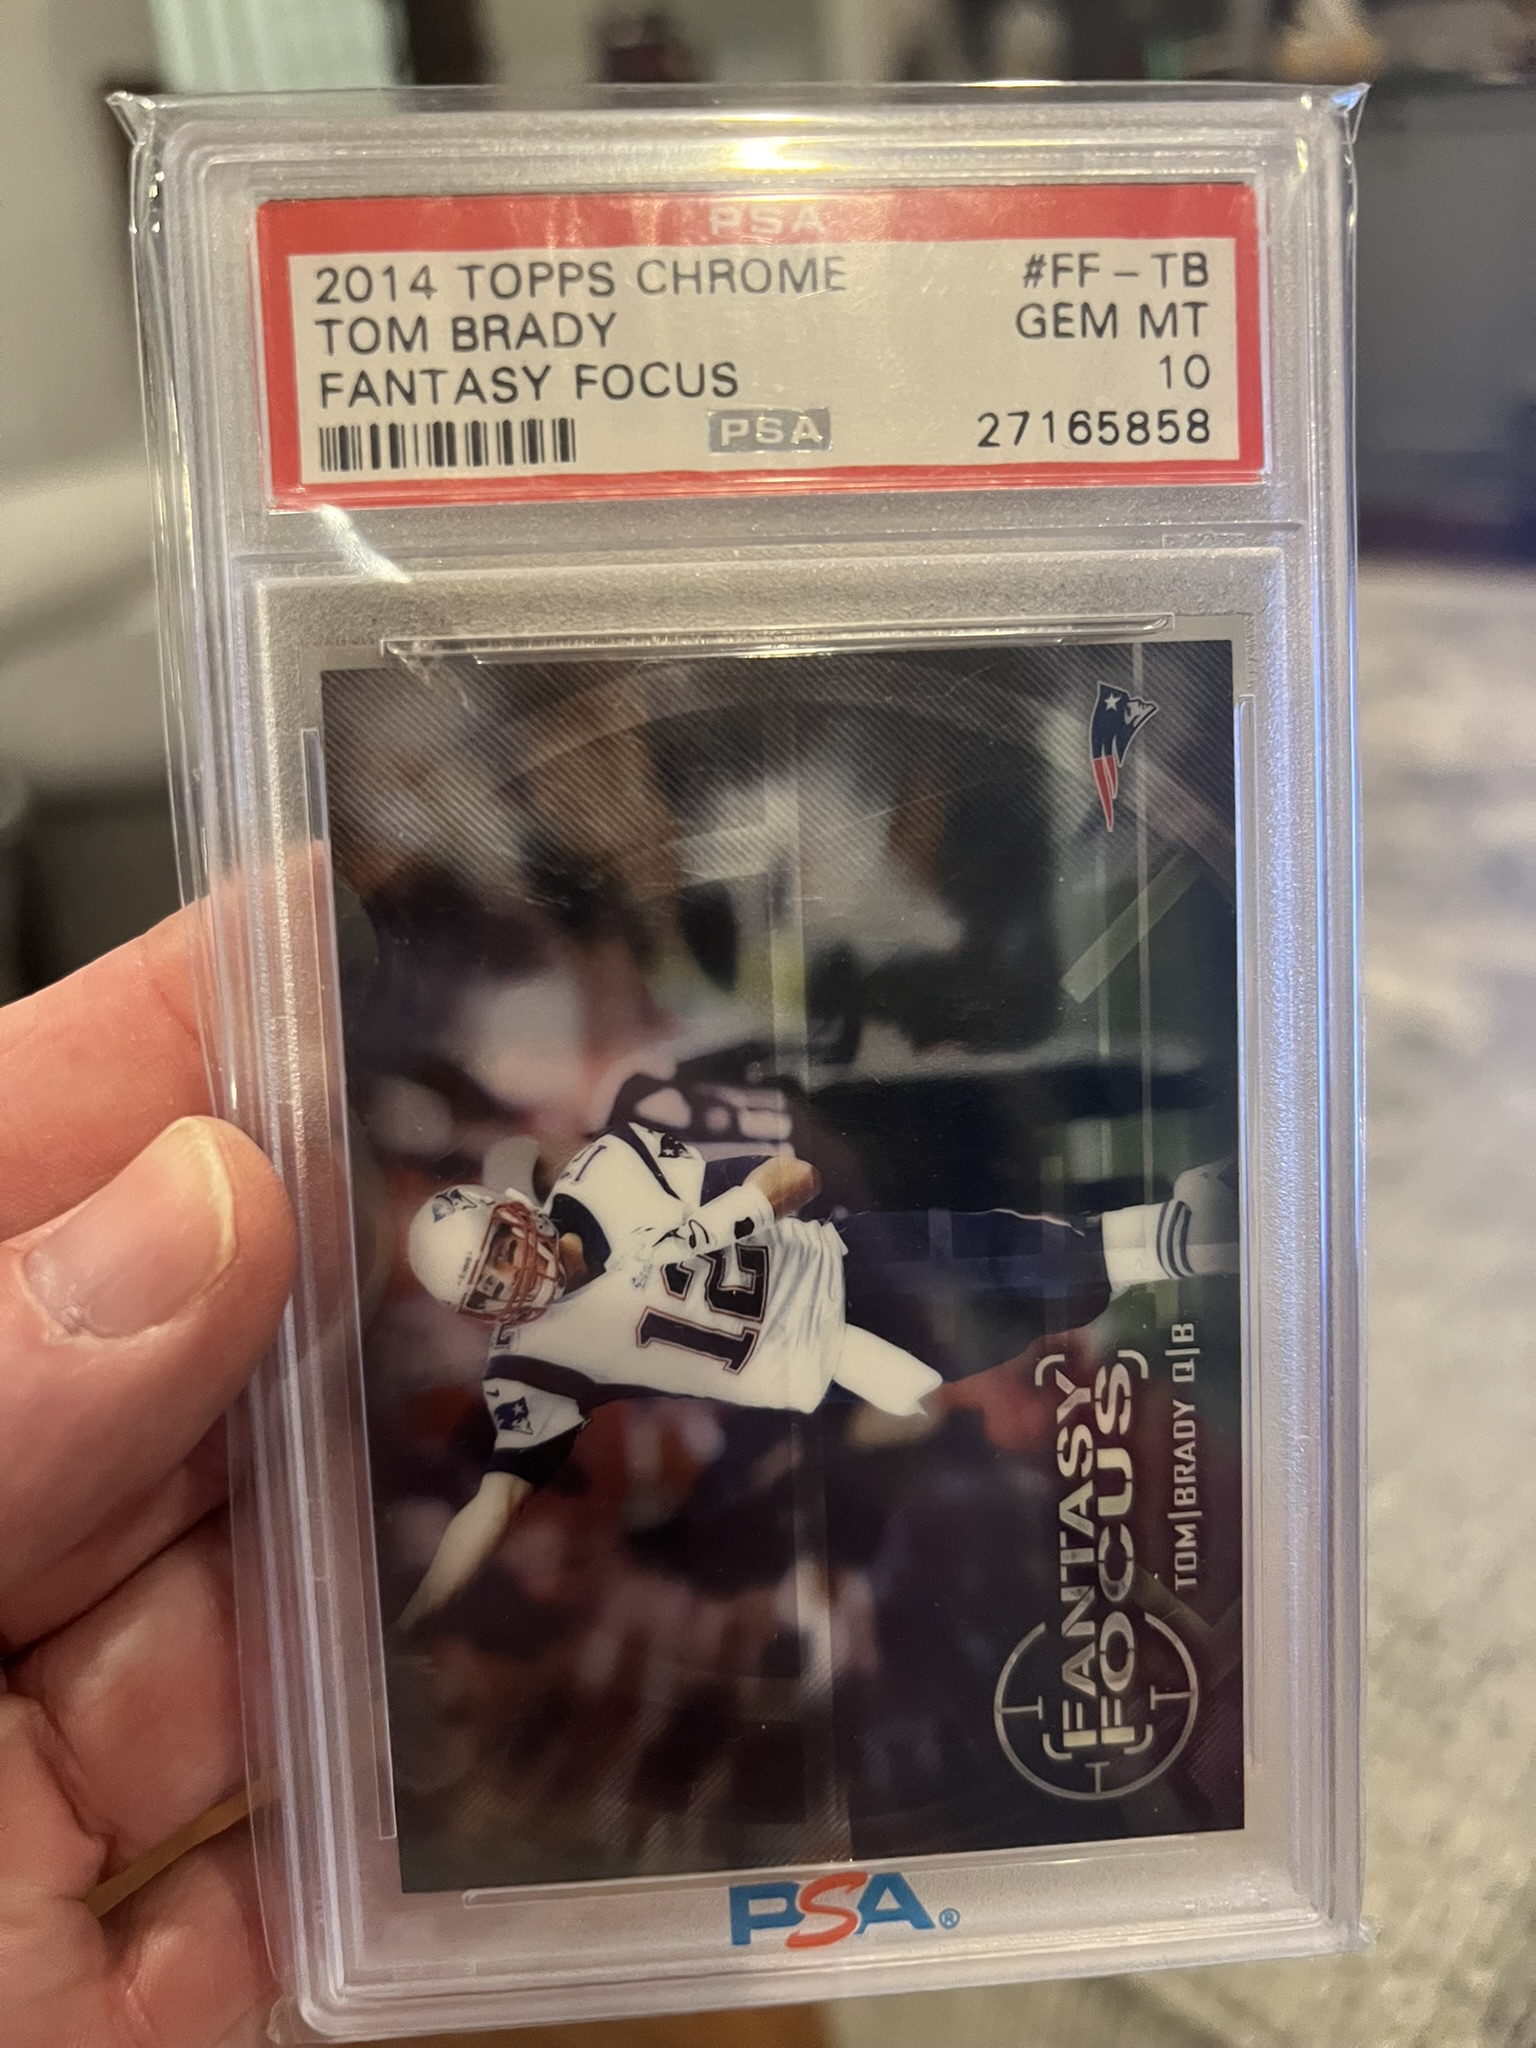 PSA
2014 TOPPS CHROME #FF-TB
TOM BRADY GEM MT
FANTASY FOCUS 10
PSA 27165858
12
FANTASY
FOCUS
TOM|BRADY Q|B
PSA®